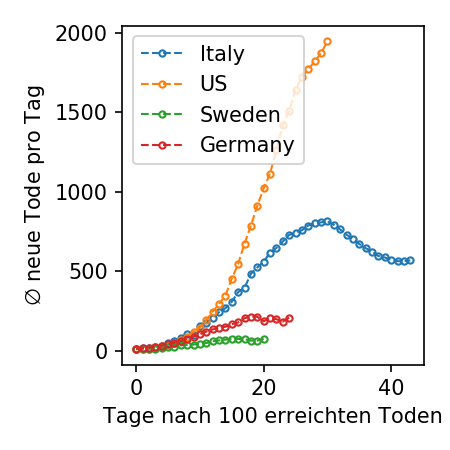 2000
1500
1000
500
0
∅ neue Tode pro Tag
Italy
US
Sweden
Germany
0 20 40
Tage nach 100 erreichten Toden